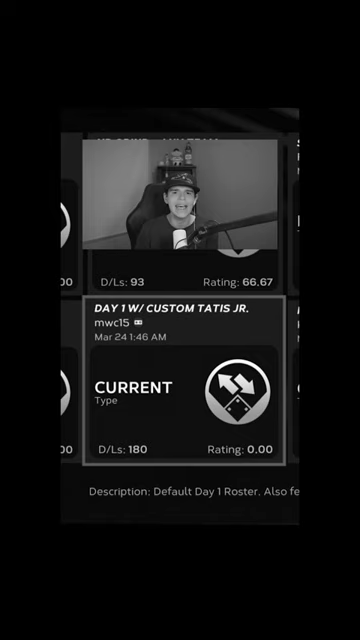 D/Ls: 93 Rating: 66.67
DAY 1 W/ CUSTOM TATIS JR.
mwc15
Mar 24 1:46 AM
CURRENT
Type
D/Ls: 180 Rating: 0.00
Description: Default Day 1 Roster. Also fe